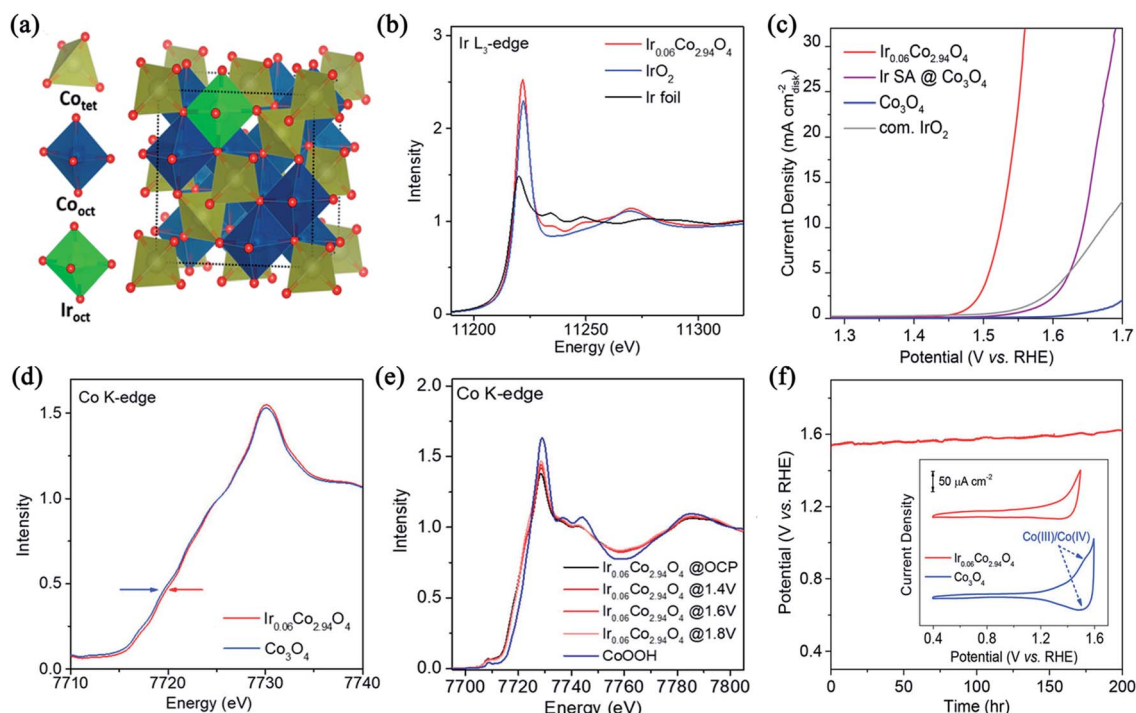 (a)
Co_tet
Co_oct
Ir_oct
(b)
Ir L₃-edge
Ir₀.₀₆Co₂.₉₄O₄
IrO₂
Ir foil
3
2
1
0
Intensity
11200
11250
11300
Energy (eV)
(c)
Ir₀.₀₆Co₂.₉₄O₄
Ir SA @ Co₃O₄
Co₃O₄
com. IrO₂
30
25
20
15
10
5
0
Current Density (mA cm⁻²_disk)
1.3
1.4
1.5
1.6
1.7
Potential (V vs. RHE)
(d)
Co K-edge
1.5
1.0
0.5
0.0
Intensity
Ir₀.₀₆Co₂.₉₄O₄
Co₃O₄
7710
7720
7730
7740
Energy (eV)
(e)
Co K-edge
2.0
1.5
1.0
0.5
0.0
Intensity
Ir₀.₀₆Co₂.₉₄O₄ @OCP
Ir₀.₀₆Co₂.₉₄O₄ @1.4V
Ir₀.₀₆Co₂.₉₄O₄ @1.6V
Ir₀.₀₆Co₂.₉₄O₄ @1.8V
CoOOH
7700
7720
7740
7760
7780
7800
Energy (eV)
(f)
1.6
1.2
0.8
0.4
Potential (V vs. RHE)
50 μA cm⁻²
Co(III)/Co(IV)
Current Density
Ir₀.₀₆Co₂.₉₄O₄
Co₃O₄
0.4
0.8
1.2
1.6
Potential (V vs. RHE)
0
50
100
150
200
Time (hr)